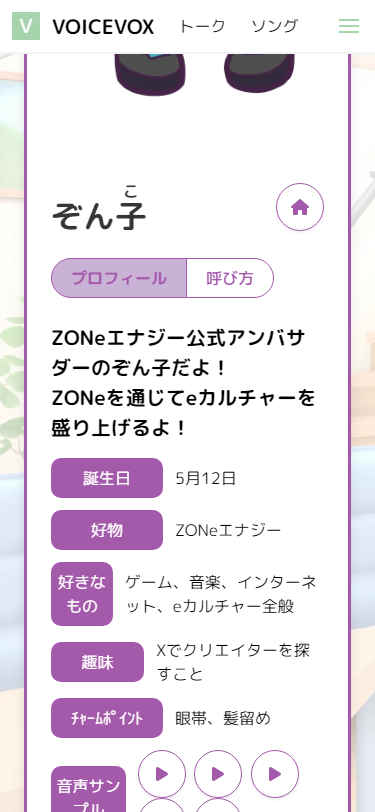 V VOICEVOX トーク ソング
こ
ぞん子
プロフィール 呼び方
ZONeエナジー公式アンバサ
ダーのぞん子だよ！
ZONeを通じてeカルチャーを
盛り上げるよ！
誕生日 5月12日
好物 ZONeエナジー
好きな
もの
ゲーム、音楽、インターネ
ット、eカルチャー全般
趣味
Xでクリエイターを探
すこと
ﾁｬｰﾑﾎﾟｲﾝﾄ 眼帯、髪留め
音声サン
プル